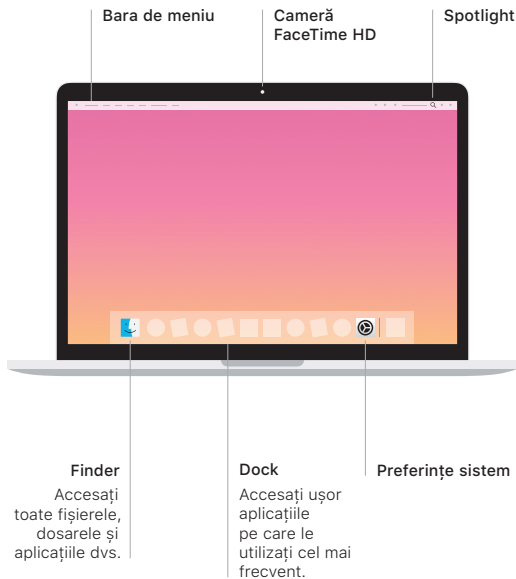 Bara de meniu
Cameră
FaceTime HD
Spotlight
Finder
Accesați
toate fișierele,
dosarele și
aplicațiile dvs.
Dock
Accesați ușor
aplicațiile
pe care le
utilizați cel mai
frecvent.
Preferințe sistem